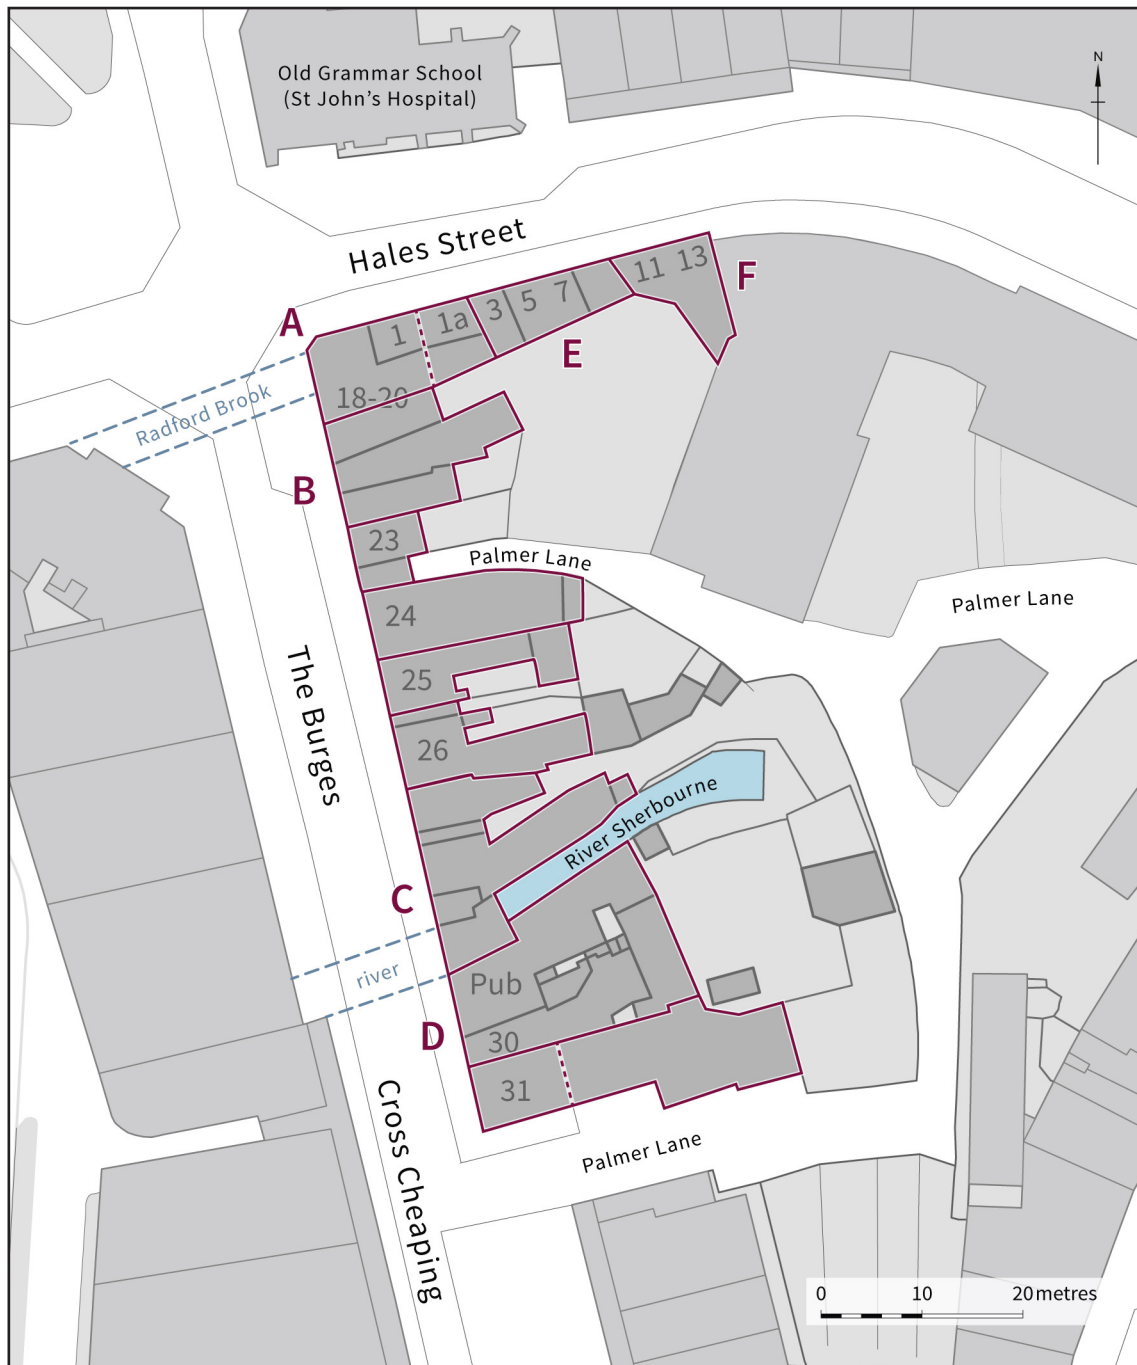 Old Grammar School
(St John's Hospital)
N
Hales Street
A
F
11 13
1
1a
3
5
7
E
18-20
Radford Brook
B
23
Palmer Lane
24
Palmer Lane
The Burges
25
26
River Sherbourne
C
river
Pub
D
30
31
Cross Cheaping
Palmer Lane
0 10 20 metres